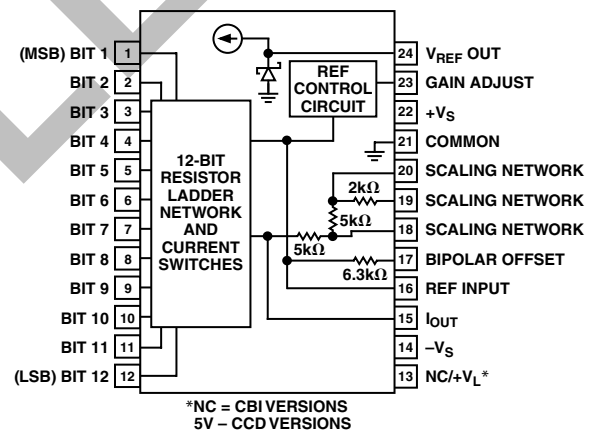 (MSB) BIT 1 1
BIT 2 2
BIT 3 3
BIT 4 4
BIT 5 5
BIT 6 6
BIT 7 7
BIT 8 8
BIT 9 9
BIT 10 10
BIT 11 11
(LSB) BIT 12 12
12-BIT
RESISTOR
LADDER
NETWORK
AND
CURRENT
SWITCHES
REF
CONTROL
CIRCUIT
2kΩ
5kΩ
5kΩ
6.3kΩ
24 VREF OUT
23 GAIN ADJUST
22 +VS
21 COMMON
20 SCALING NETWORK
19 SCALING NETWORK
18 SCALING NETWORK
17 BIPOLAR OFFSET
16 REF INPUT
15 IOUT
14 –VS
13 NC/+VL*
*NC = CBI VERSIONS
5V – CCD VERSIONS